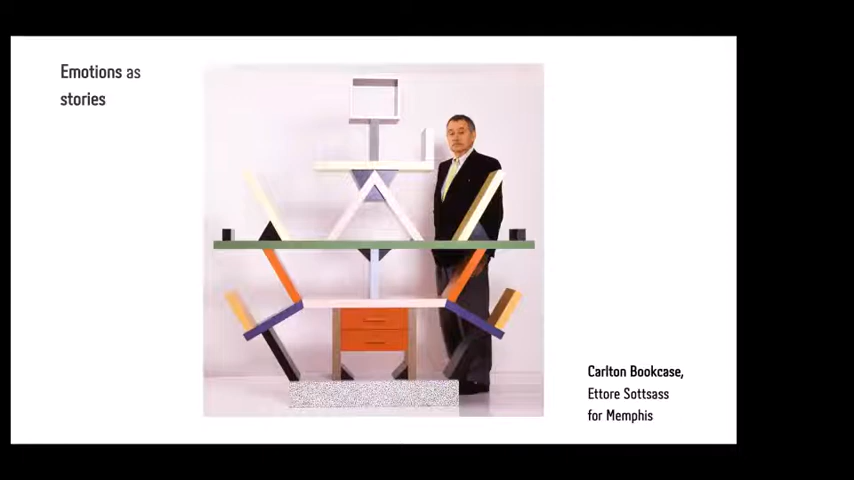 Emotions as
stories
Carlton Bookcase,
Ettore Sottsass
for Memphis